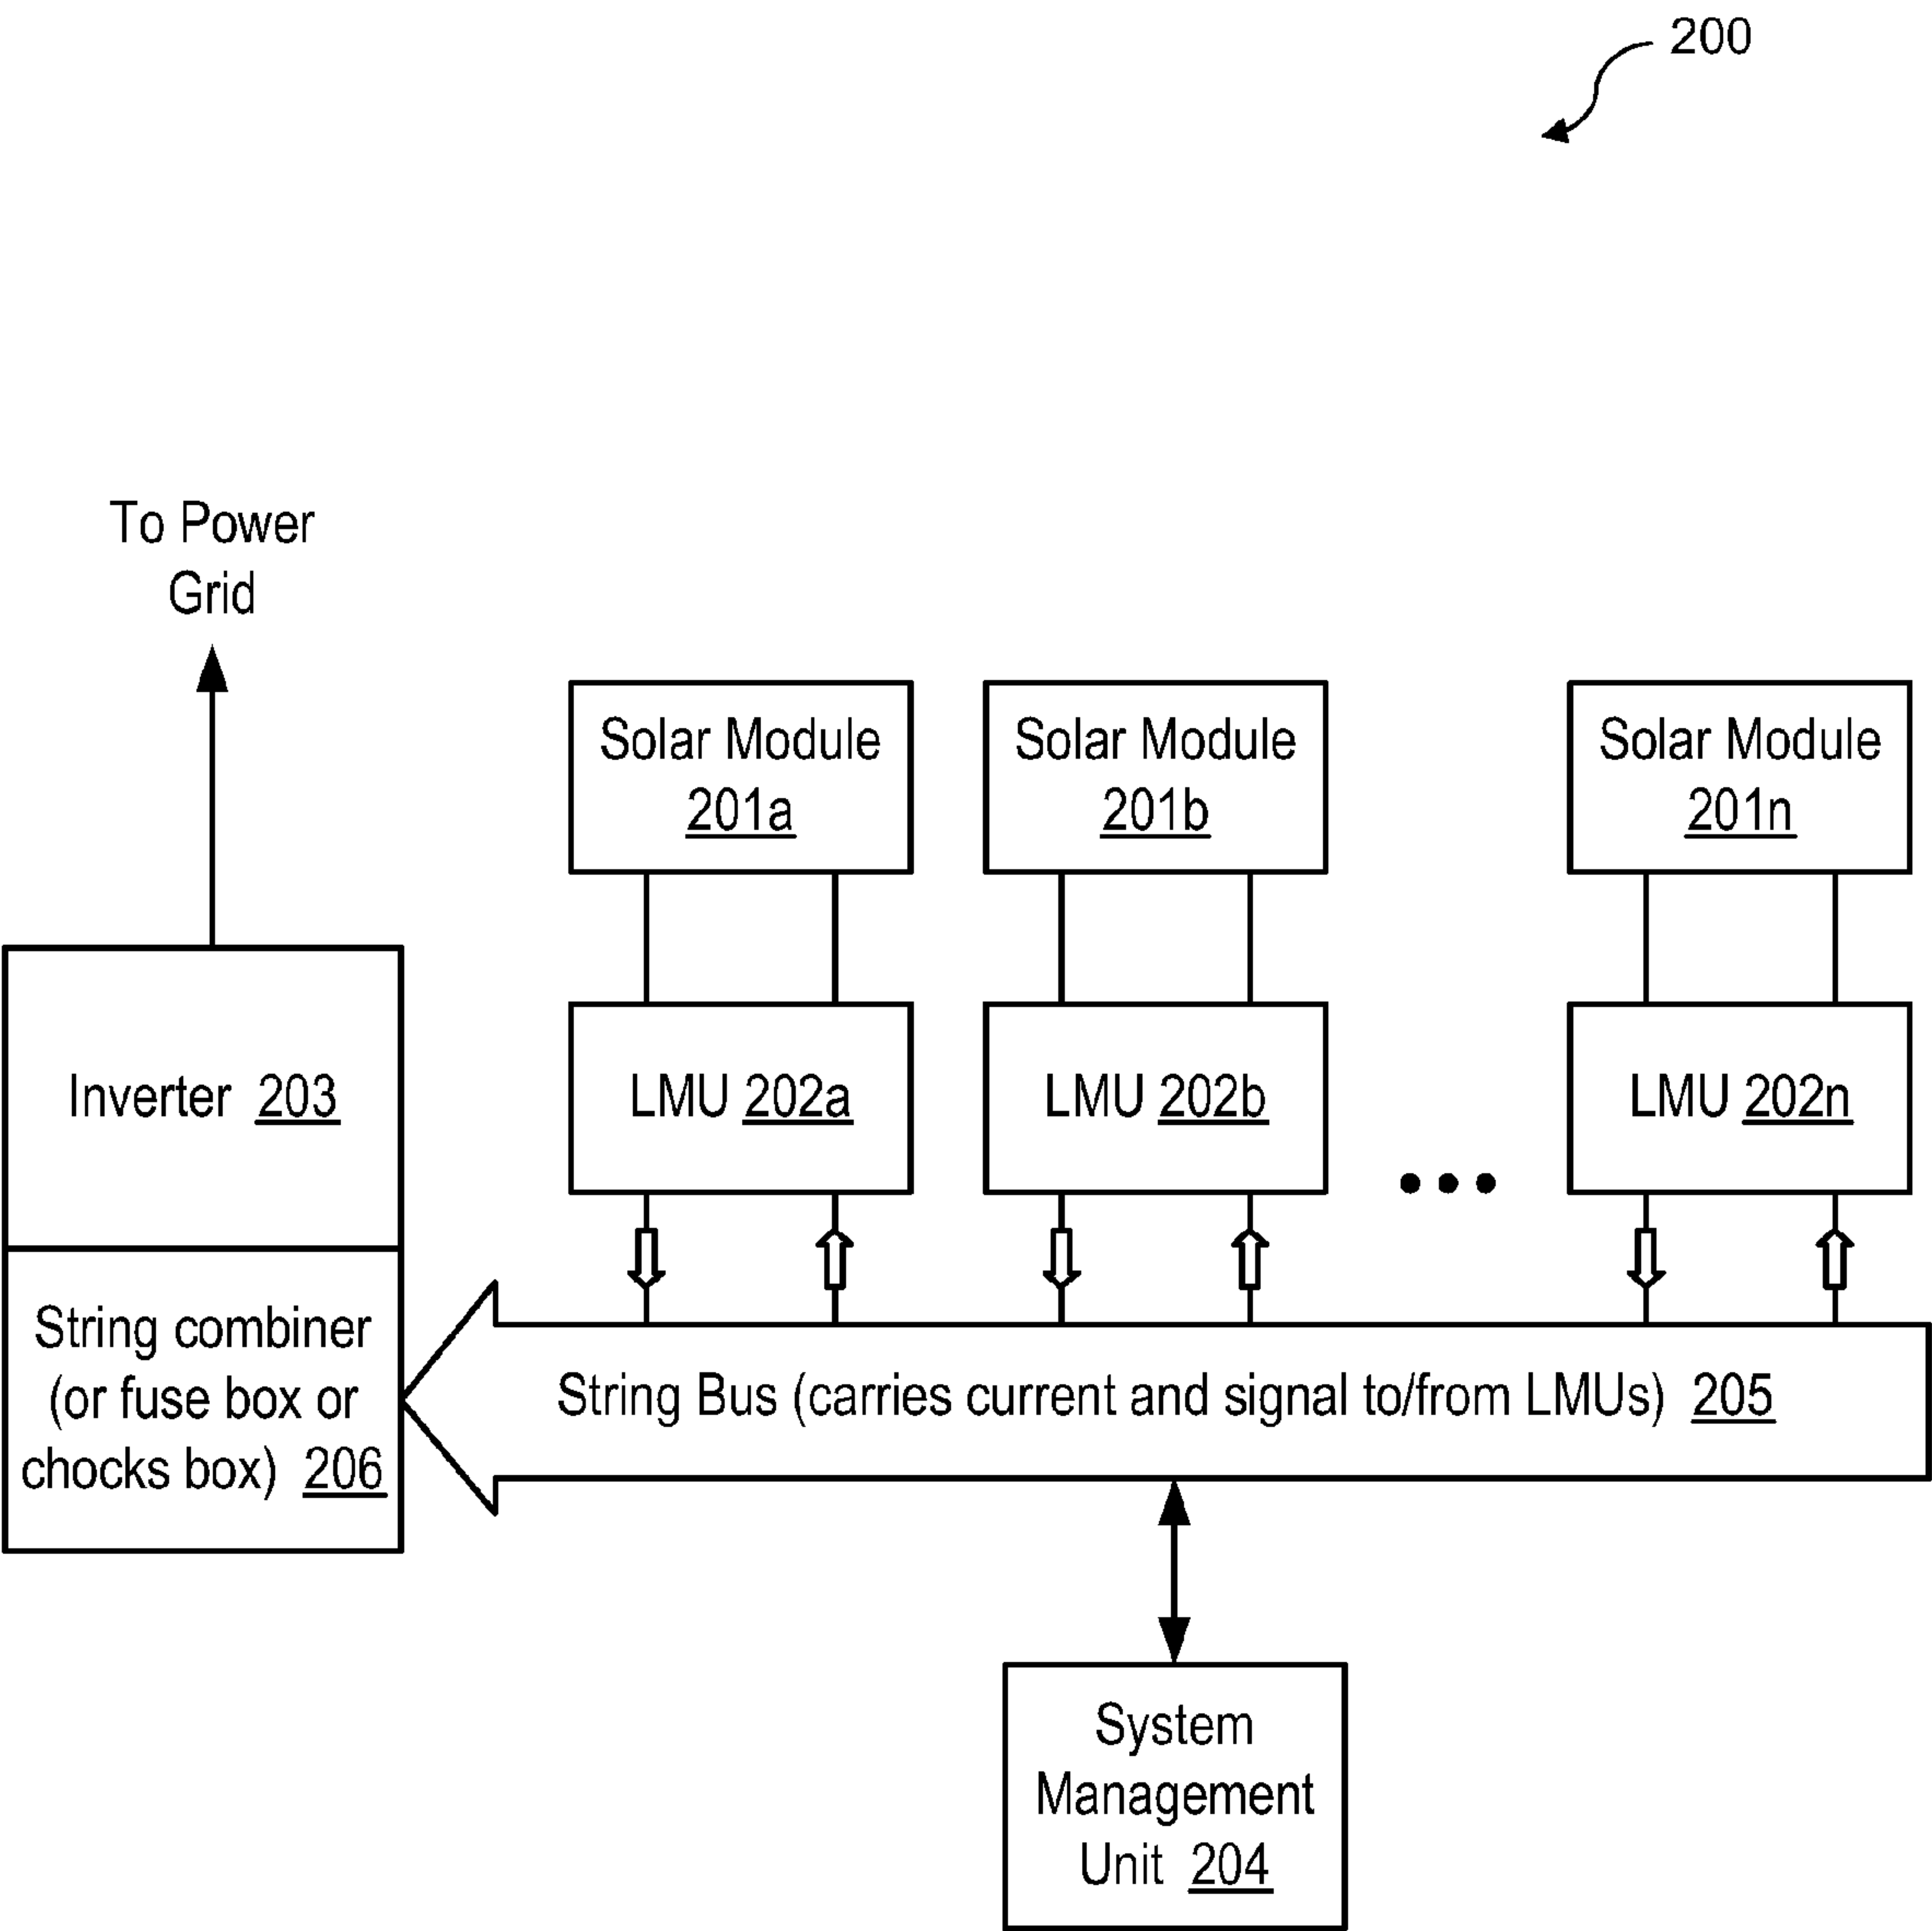 200
To Power
Grid
Solar Module
201a
Solar Module
201b
Solar Module
201n
Inverter 203
LMU 202a
LMU 202b
LMU 202n
String combiner
(or fuse box or
chocks box) 206
String Bus (carries current and signal to/from LMUs) 205
System
Management
Unit 204